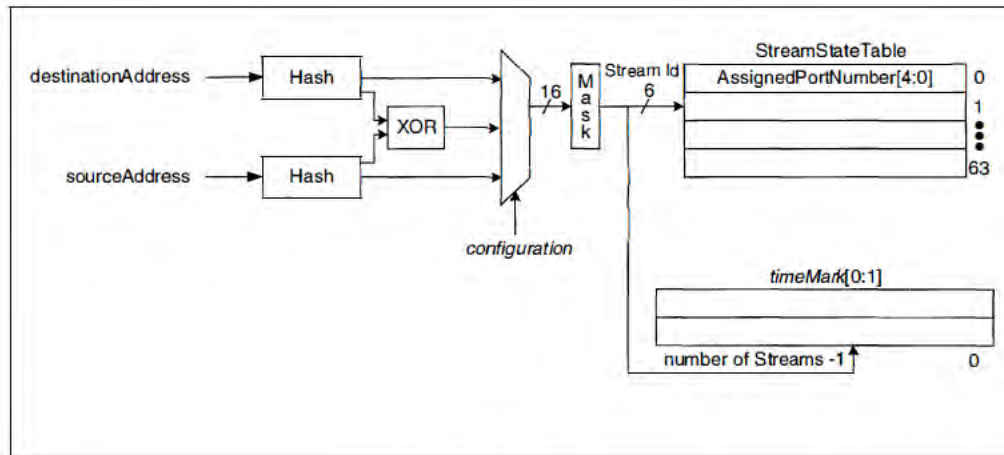 StreamStateTable
destinationAddress
Hash
16
Mask
Stream Id
6
AssignedPortNumber[4:0]
0
1
XOR
sourceAddress
Hash
63
configuration
timeMark[0:1]
number of Streams -1
0